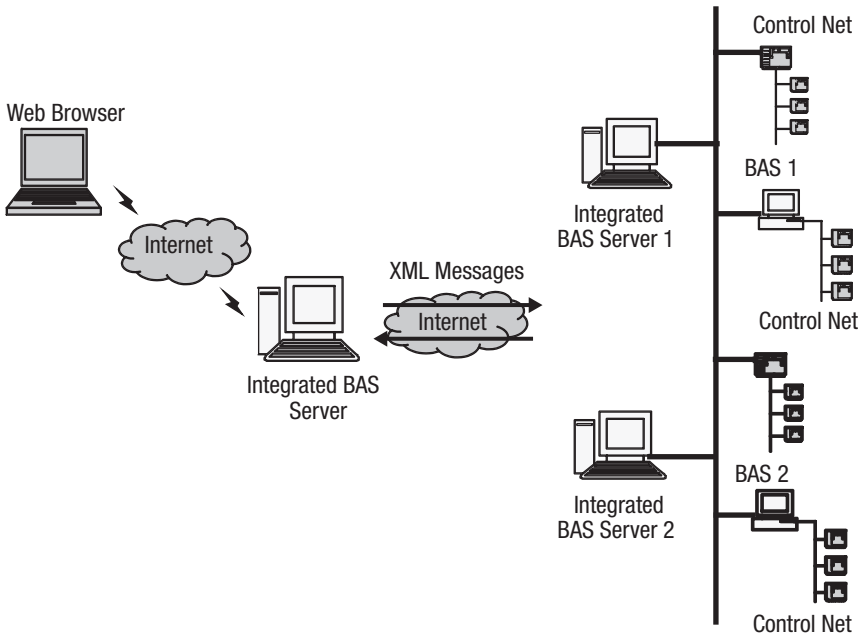 Web Browser
Internet
Integrated BAS
Server
XML Messages
Internet
Integrated
BAS Server 1
Integrated
BAS Server 2
Control Net
BAS 1
Control Net
BAS 2
Control Net